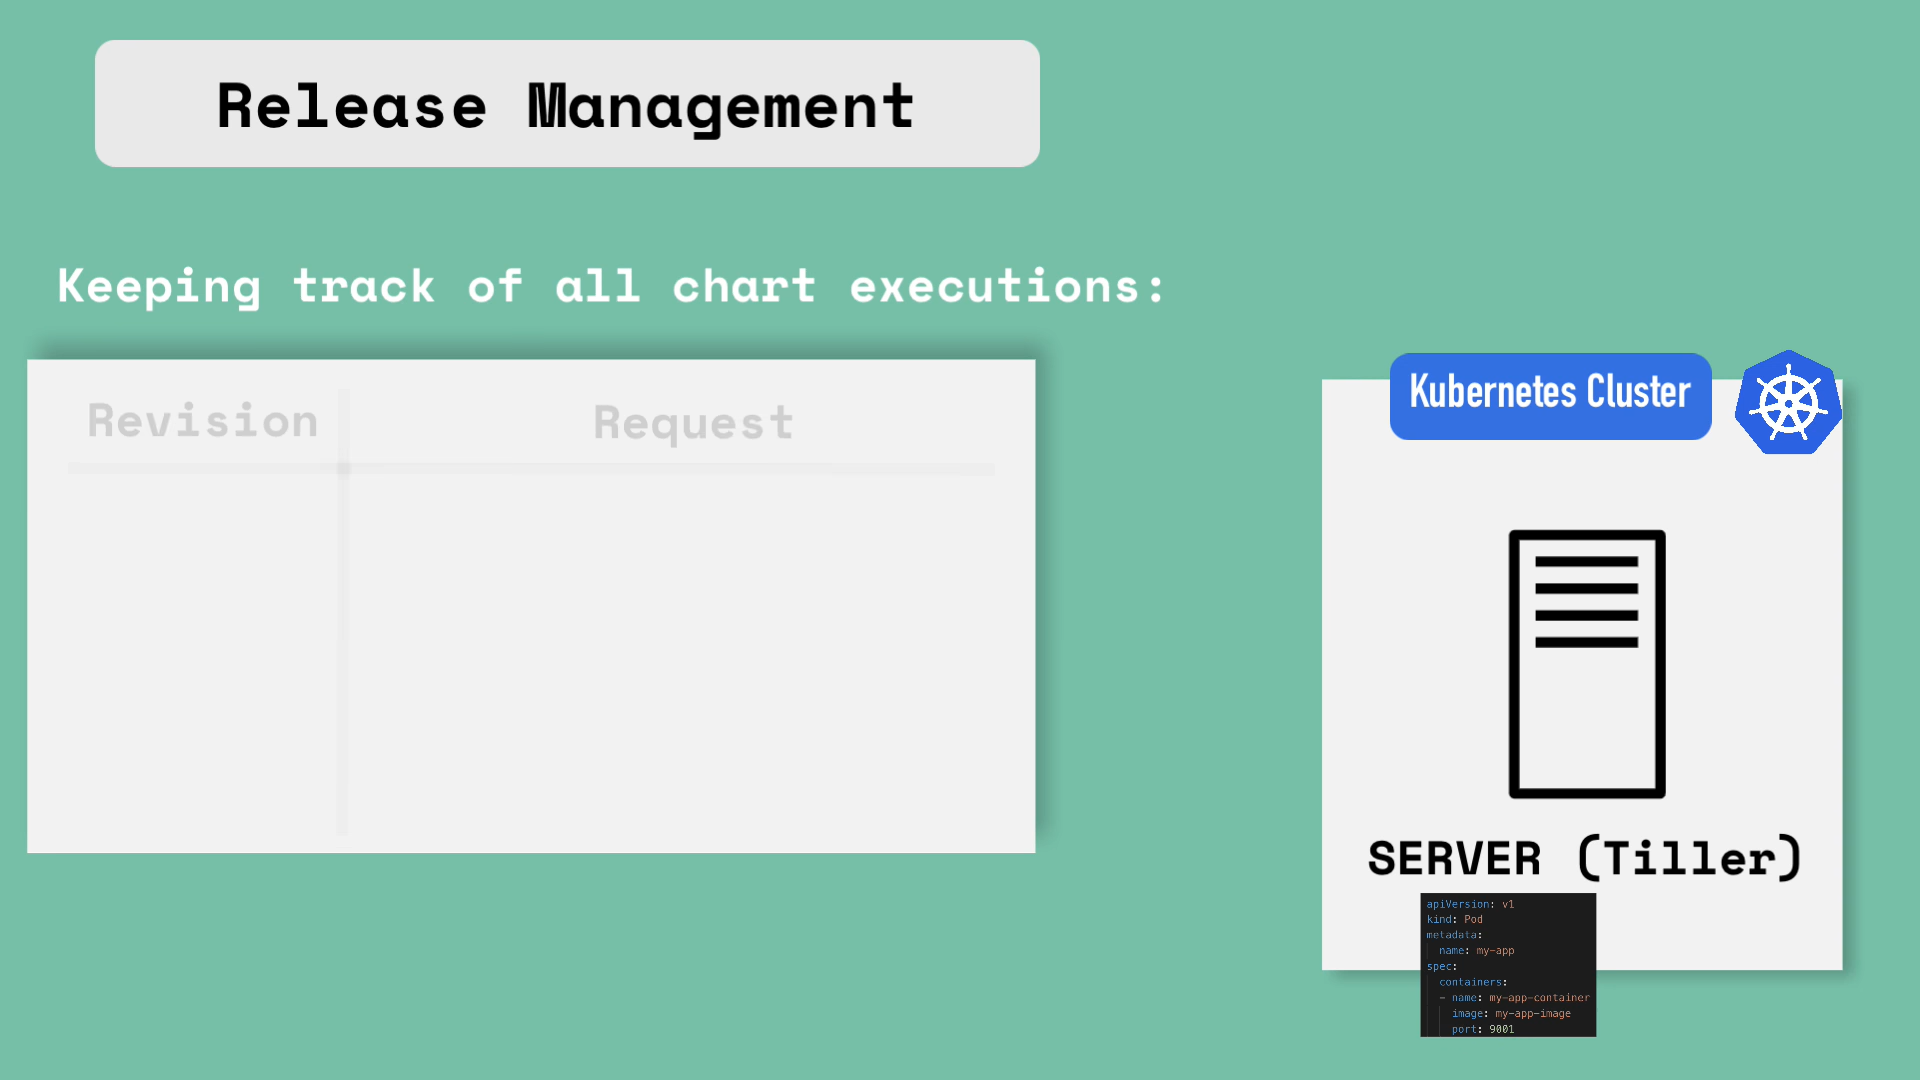 Release Management
Keeping track of all chart executions:
Revision
Request
Kubernetes Cluster
SERVER (Tiller)
apiVersion: v1
kind: Pod
metadata:
  name: my-app
spec:
  containers:
  - name: my-app-container
    image: my-app-image
    port: 9001